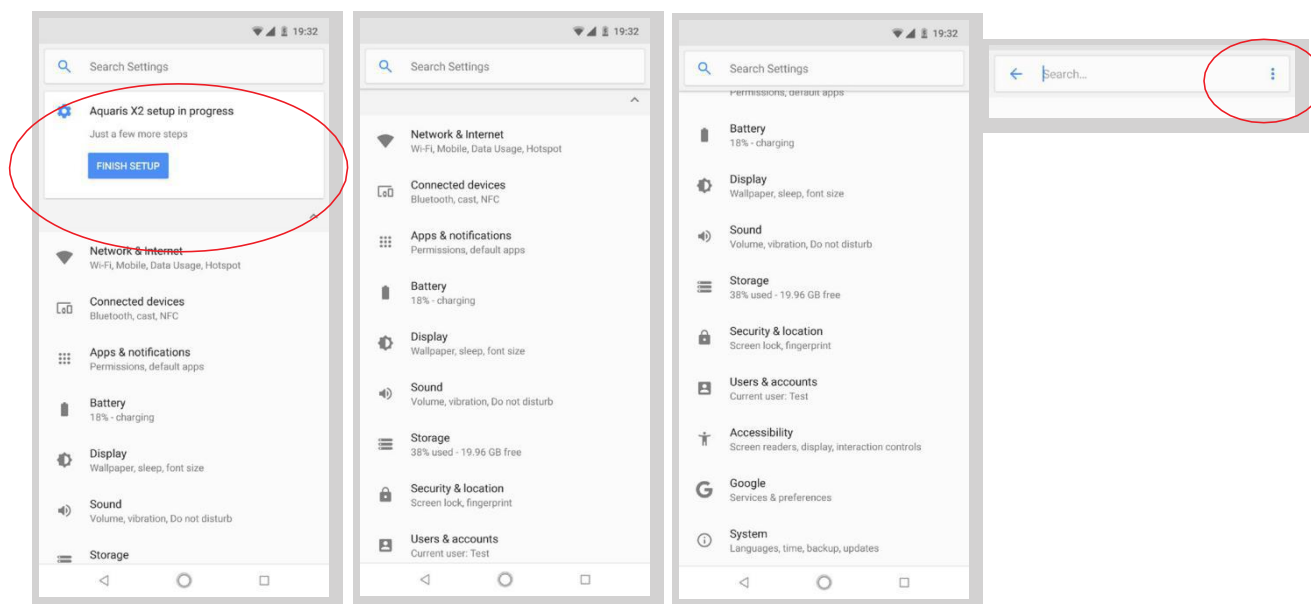 19:32
Search Settings
Aquaris X2 setup in progress
Just a few more steps
FINISH SETUP
Network & Internet
Wi-Fi, Mobile, Data Usage, Hotspot
Connected devices
Bluetooth, cast, NFC
Apps & notifications
Permissions, default apps
Battery
18% - charging
Display
Wallpaper, sleep, font size
Sound
Volume, vibration, Do not disturb
Storage
19:32
Search Settings
Network & Internet
Wi-Fi, Mobile, Data Usage, Hotspot
Connected devices
Bluetooth, cast, NFC
Apps & notifications
Permissions, default apps
Battery
18% - charging
Display
Wallpaper, sleep, font size
Sound
Volume, vibration, Do not disturb
Storage
38% used - 19.96 GB free
Security & location
Screen lock, fingerprint
Users & accounts
Current user: Test
19:32
Search Settings
Permissions, default apps
Battery
18% - charging
Display
Wallpaper, sleep, font size
Sound
Volume, vibration, Do not disturb
Storage
38% used - 19.96 GB free
Security & location
Screen lock, fingerprint
Users & accounts
Current user: Test
Accessibility
Screen readers, display, interaction controls
Google
Services & preferences
System
Languages, time, backup, updates
Search...